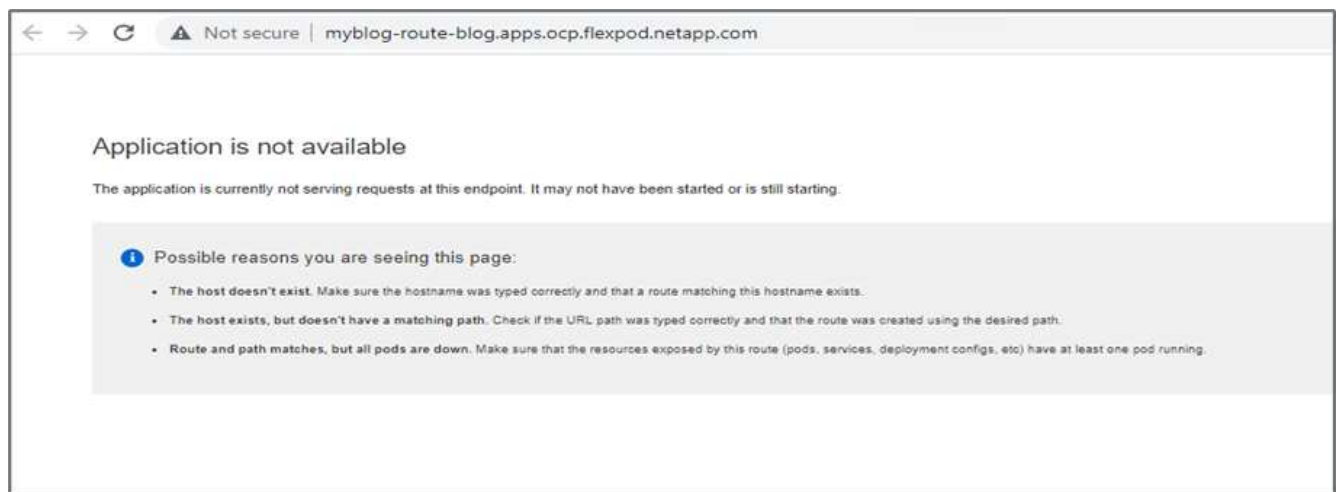 Not secure | myblog-route-blog.apps.ocp.flexpod.netapp.com
Application is not available
The application is currently not serving requests at this endpoint. It may not have been started or is still starting.
Possible reasons you are seeing this page:
• The host doesn't exist. Make sure the hostname was typed correctly and that a route matching this hostname exists.
• The host exists, but doesn't have a matching path. Check if the URL path was typed correctly and that the route was created using the desired path.
• Route and path matches, but all pods are down. Make sure that the resources exposed by this route (pods, services, deployment configs, etc) have at least one pod running.